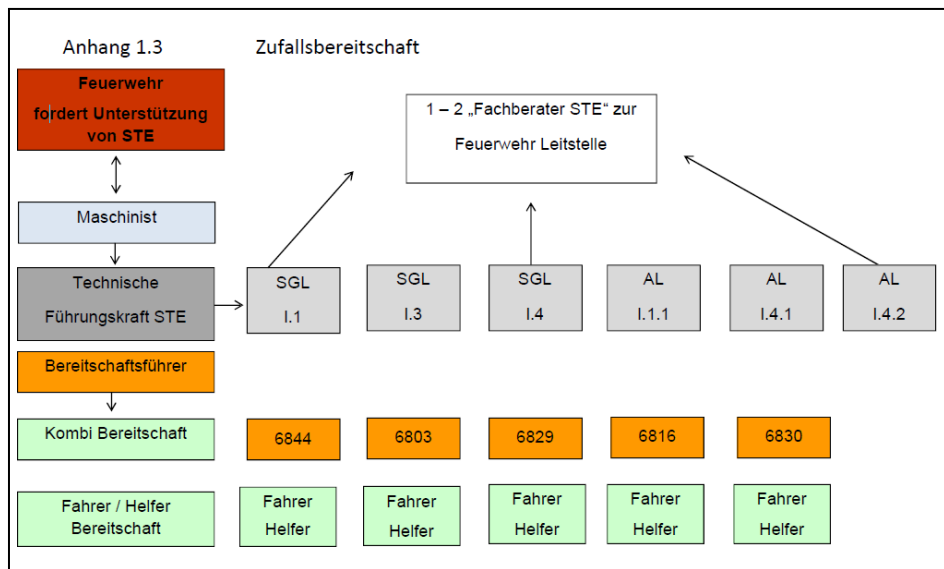 Anhang 1.3
Zufallsbereitschaft
Feuerwehr
fordert Unterstützung
von STE
1 – 2 „Fachberater STE“ zur
Feuerwehr Leitstelle
Maschinist
Technische
Führungskraft STE
SGL
I.1
SGL
I.3
SGL
I.4
AL
I.1.1
AL
I.4.1
AL
I.4.2
Bereitschaftsführer
Kombi Bereitschaft
6844
6803
6829
6816
6830
Fahrer / Helfer
Bereitschaft
Fahrer
Helfer
Fahrer
Helfer
Fahrer
Helfer
Fahrer
Helfer
Fahrer
Helfer